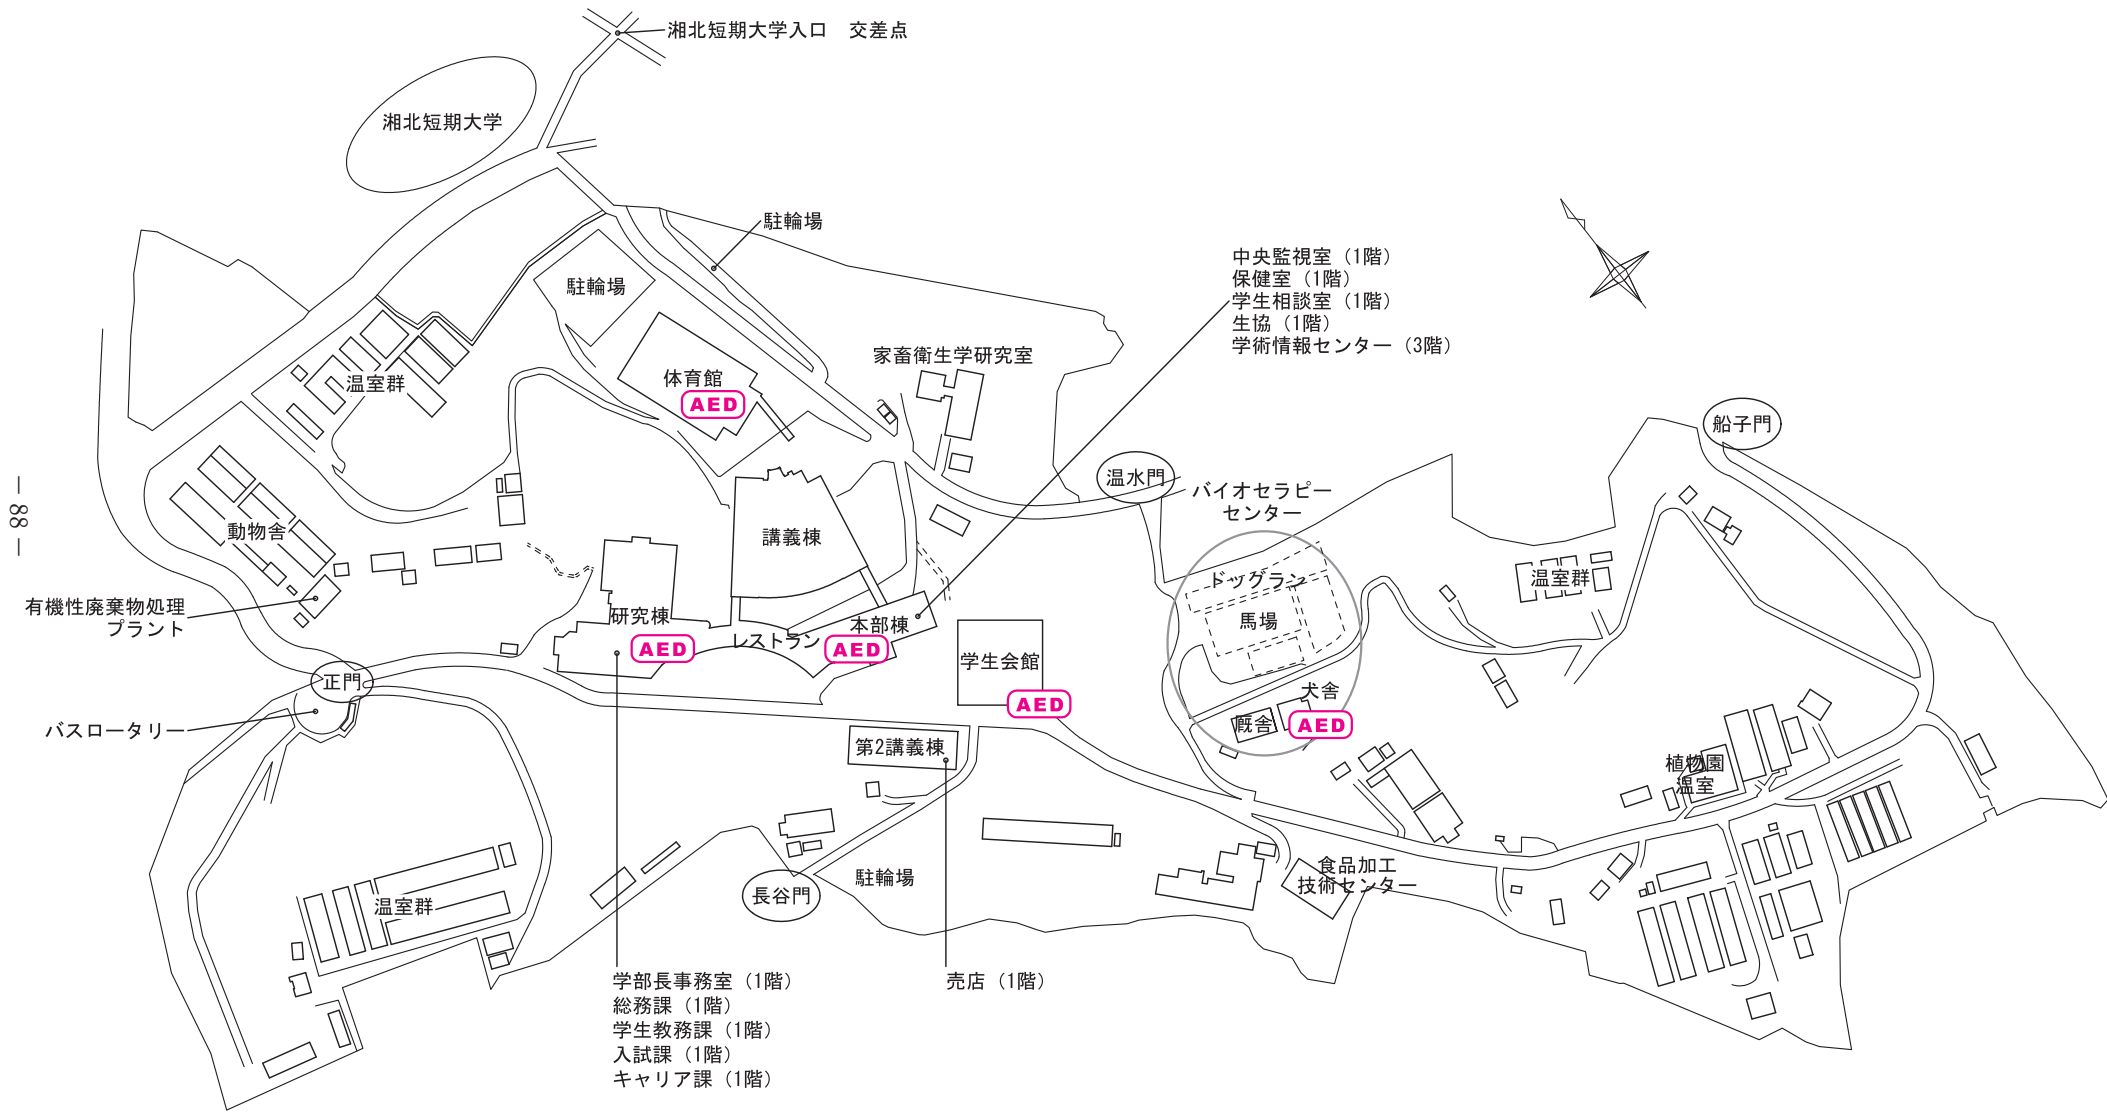 湘北短期大学入口　交差点
湘北短期大学
駐輪場
駐輪場
中央監視室（1階）
保健室（1階）
学生相談室（1階）
生協（1階）
学術情報センター（3階）
家畜衛生学研究室
体育館
AED
温室群
船子門
温水門
バイオセラピー
センター
講義棟
動物舎
ドッグラン
温室群
馬場
有機性廃棄物処理
プラント
研究棟
AED
レストラン
本部棟
AED
学生会館
AED
正門
バスロータリー
犬舎
厩舎
AED
第2講義棟
植物園
温室
駐輪場
長谷門
食品加工
技術センター
温室群
学部長事務室（1階）
総務課（1階）
学生教務課（1階）
入試課（1階）
キャリア課（1階）
売店（1階）
― 88 ―